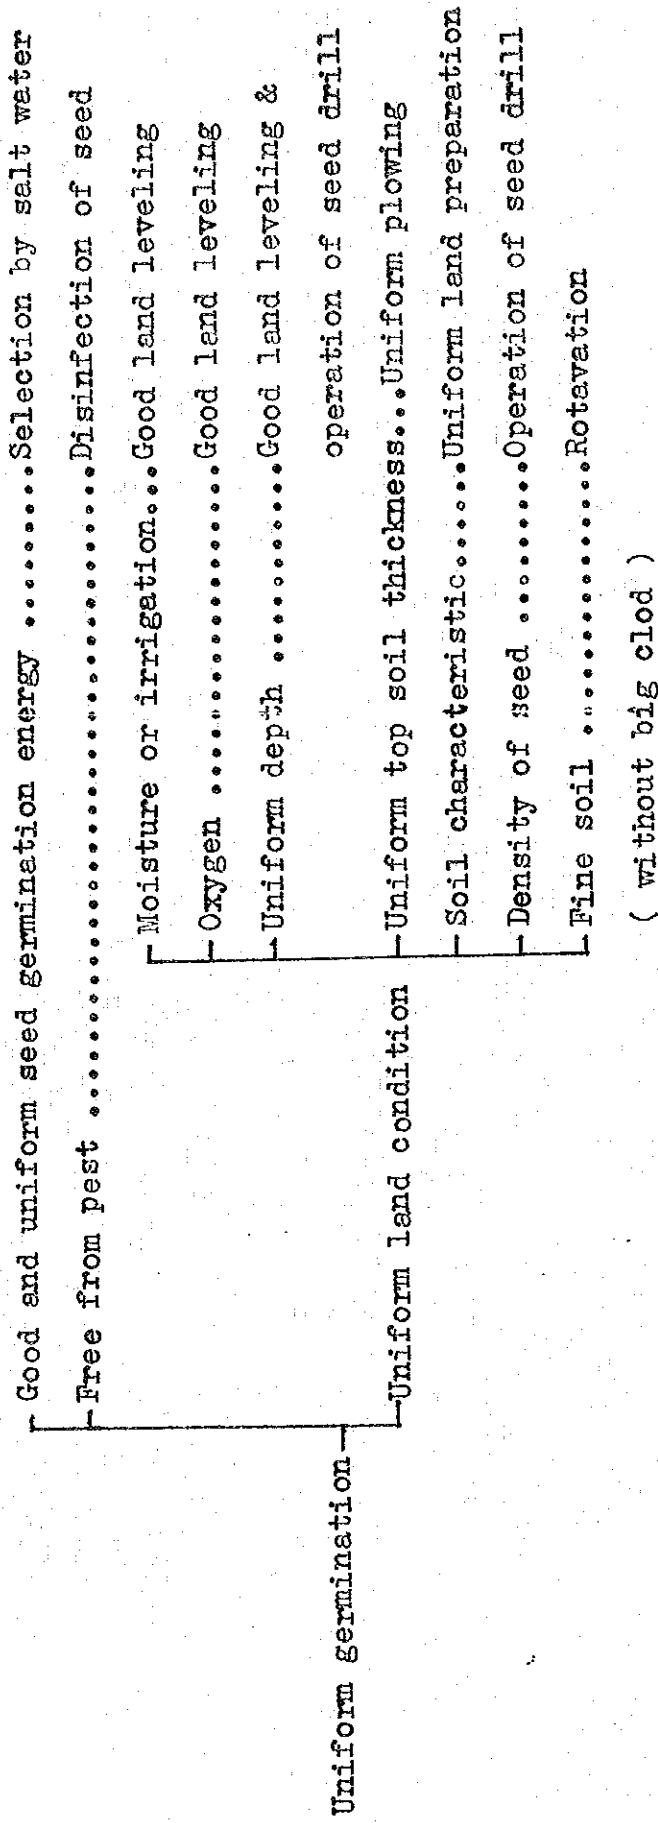 Good and uniform seed germination energy .........Selection by salt water
Free from pest ..................................Disinfection of seed
Moisture or irrigation...Good land leveling
Oxygen ..................Good land leveling
Uniform depth ............Good land leveling &
operation of seed drill
Uniform germination
Uniform land condition
Uniform top soil thickness...Uniform plowing
Soil characteristic......Uniform land preparation
Density of seed .........Operation of seed drill
Fine soil ..............Rotavation
( without big clod )